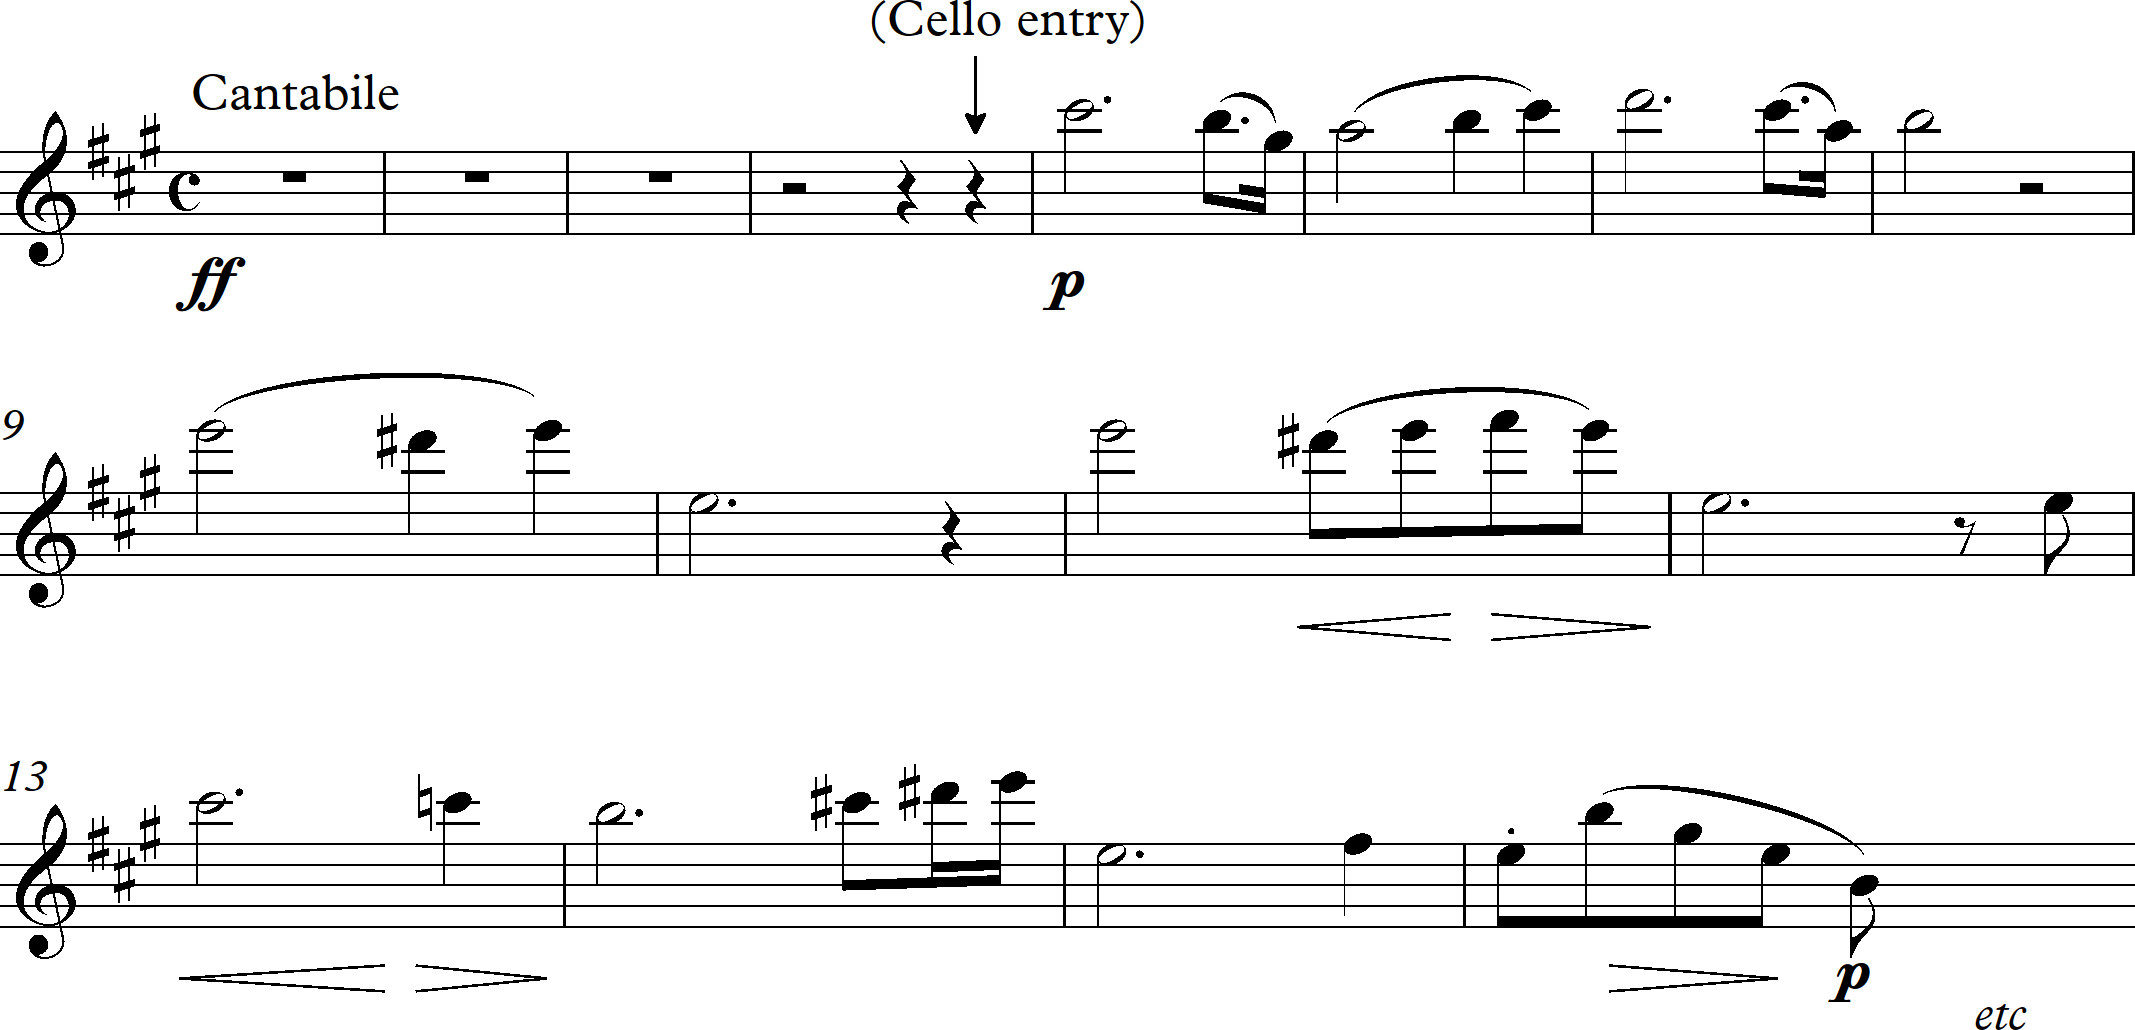 (Cello entry)
Cantabile
ff
p
9
13
p
etc